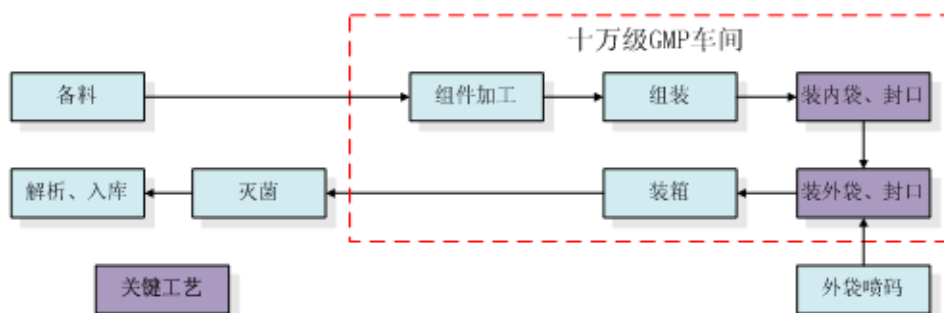 十万级GMP车间
备料
组件加工
组装
装内袋、封口
解析、入库
灭菌
装箱
装外袋、封口
关键工艺
外袋喷码